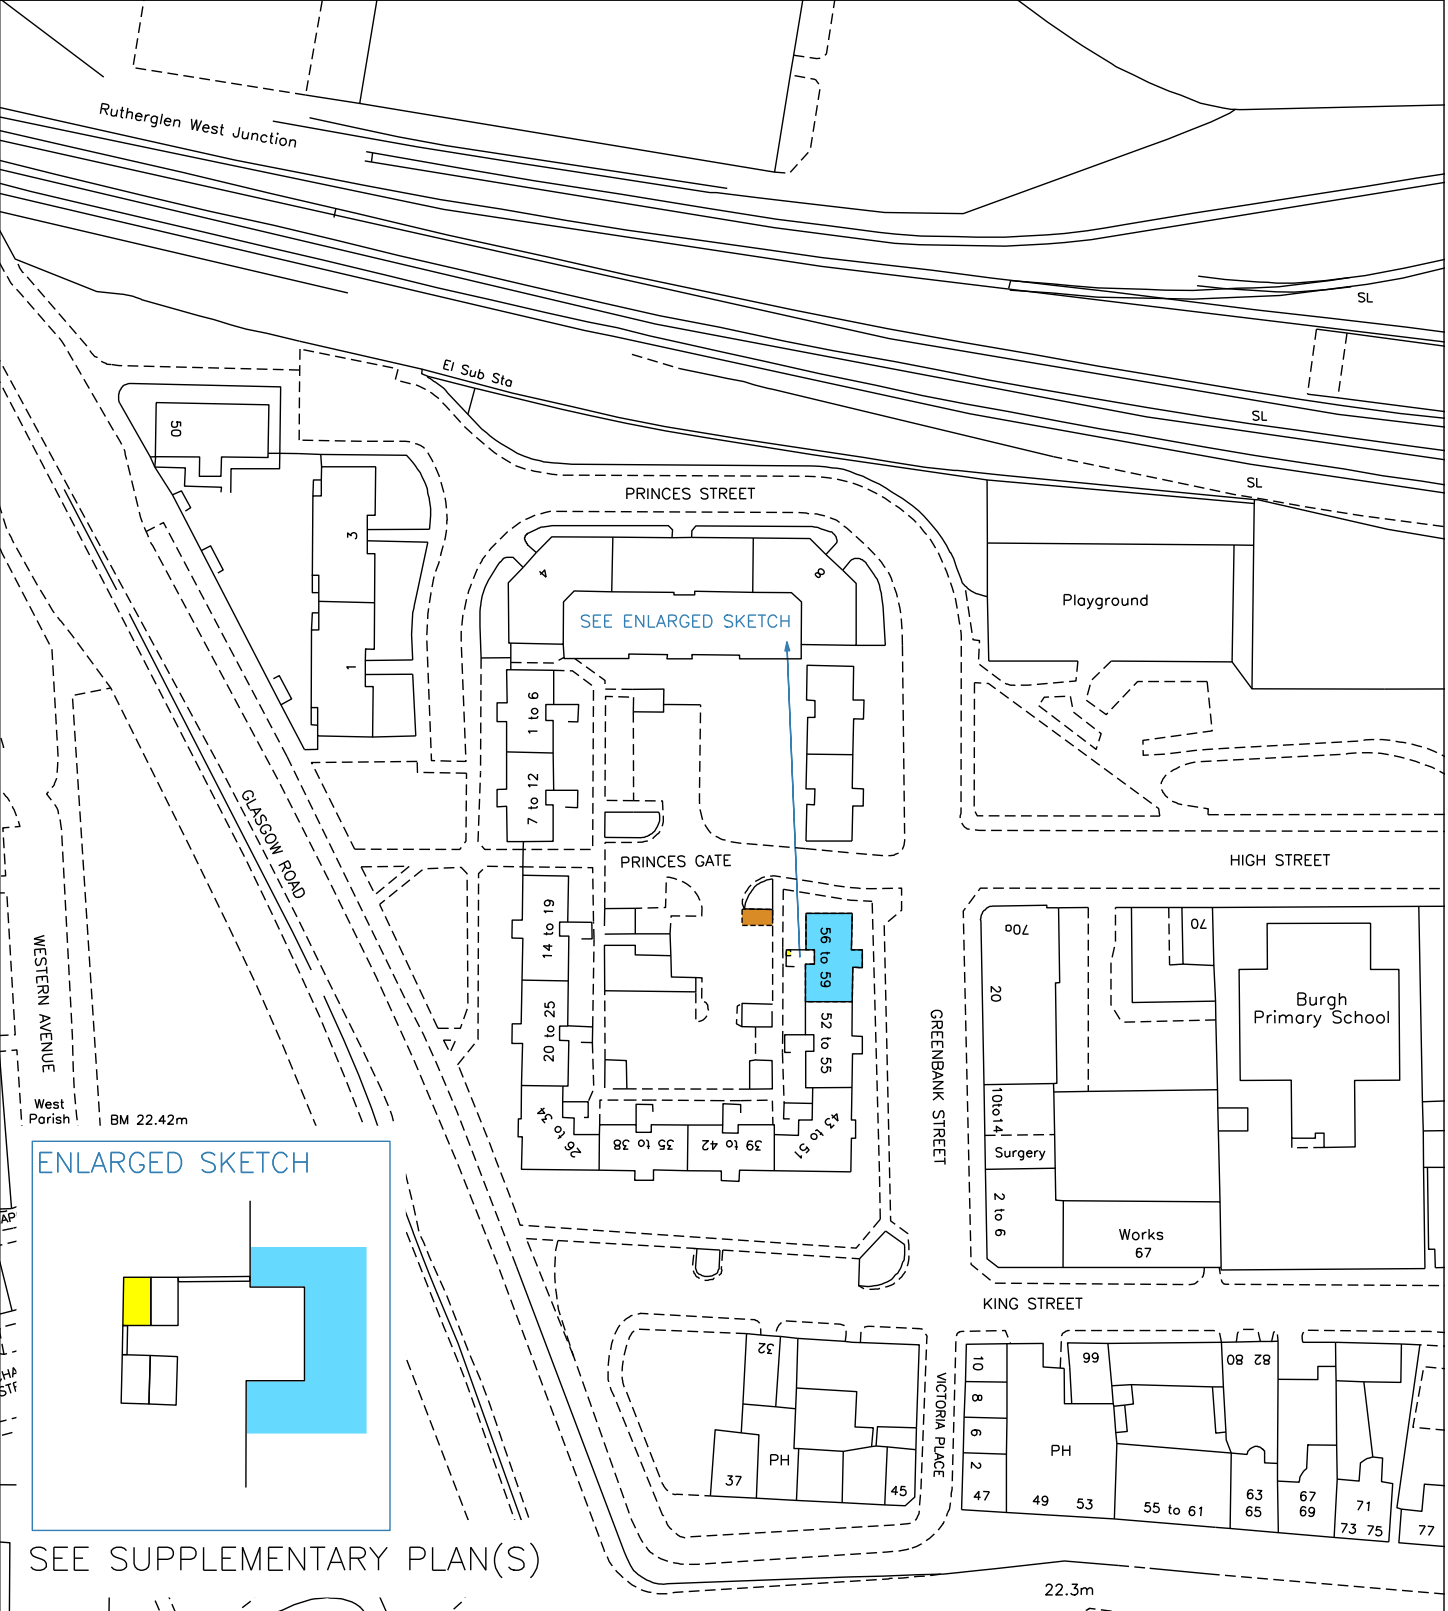 Rutherglen West Junction
SL
El Sub Sta
SL
50
SL
PRINCES STREET
3
4
8
Playground
SEE ENLARGED SKETCH
1
1 to 6
7 to 12
GLASGOW ROAD
PRINCES GATE
HIGH STREET
14 to 19
56 to 59
70a
70
WESTERN AVENUE
20
Burgh
Primary School
20 to 25
52 to 55
GREENBANK STREET
West
Parish
BM 22.42m
26 to 34
35 to 38
39 to 42
43 to 51
10to14
Surgery
ENLARGED SKETCH
2 to 6
Works
67
AP
KING STREET
32
10
66
80
82
8
VICTORIA PLACE
6
PH
PH
2
37
45
47
49
53
55 to 61
63
65
67
69
71
73 75
77
SEE SUPPLEMENTARY PLAN(S)
22.3m